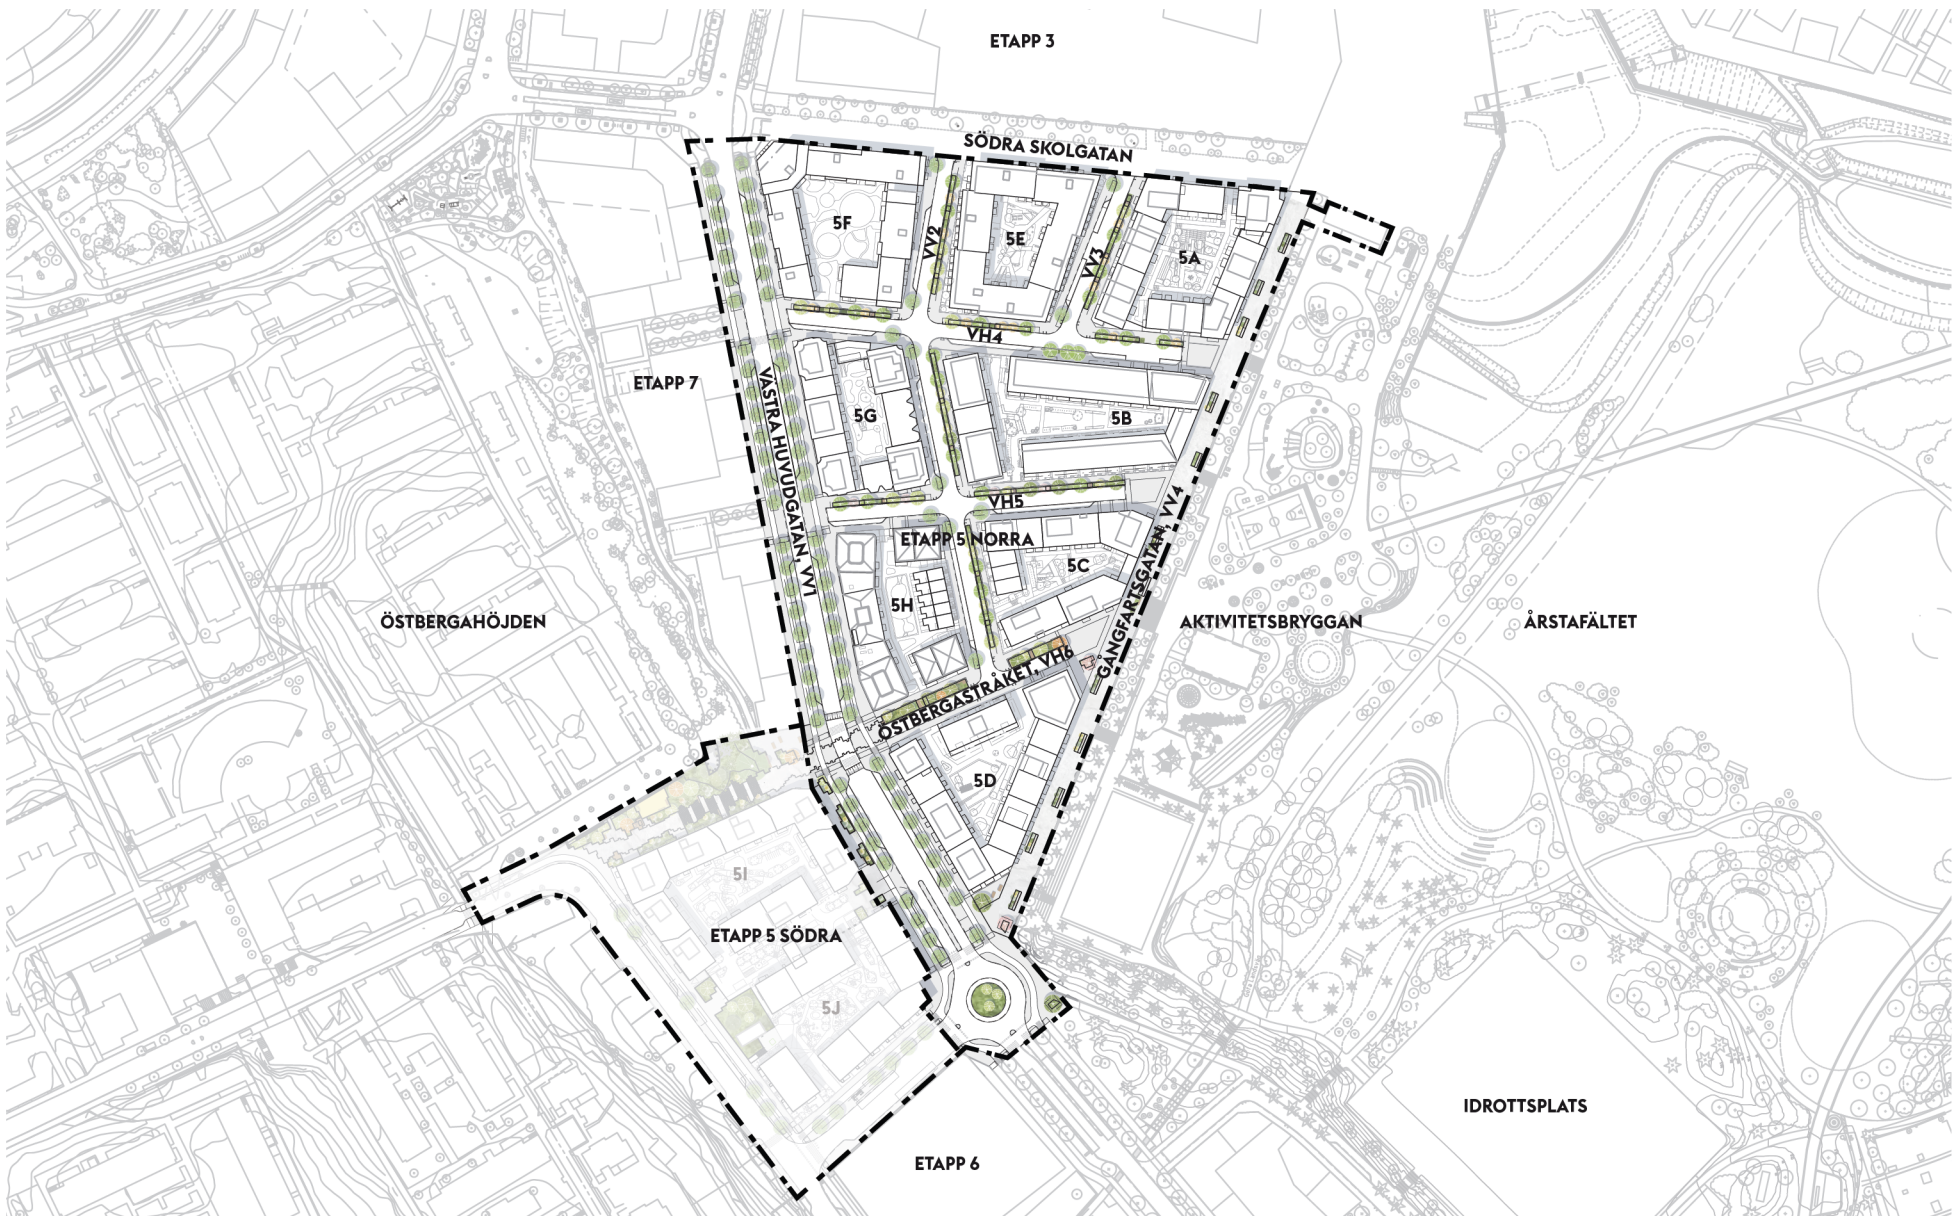 ETAPP 3
SÖDRA SKOLGATAN
5F
VV2
5E
VV3
5A
VH4
ETAPP 7
VÄSTRA HUVUDGATAN, VV1
5G
5B
VH5
GÅNGFARTSGATAN, VV4
ETAPP 5 NORRA
5C
5H
ÖSTBERGAHÖJDEN
AKTIVITETSBRYGGAN
ÅRSTAFÄLTET
ÖSTBERGASTRÅKET, VH6
5D
5I
ETAPP 5 SÖDRA
5J
IDROTTSPLATS
ETAPP 6